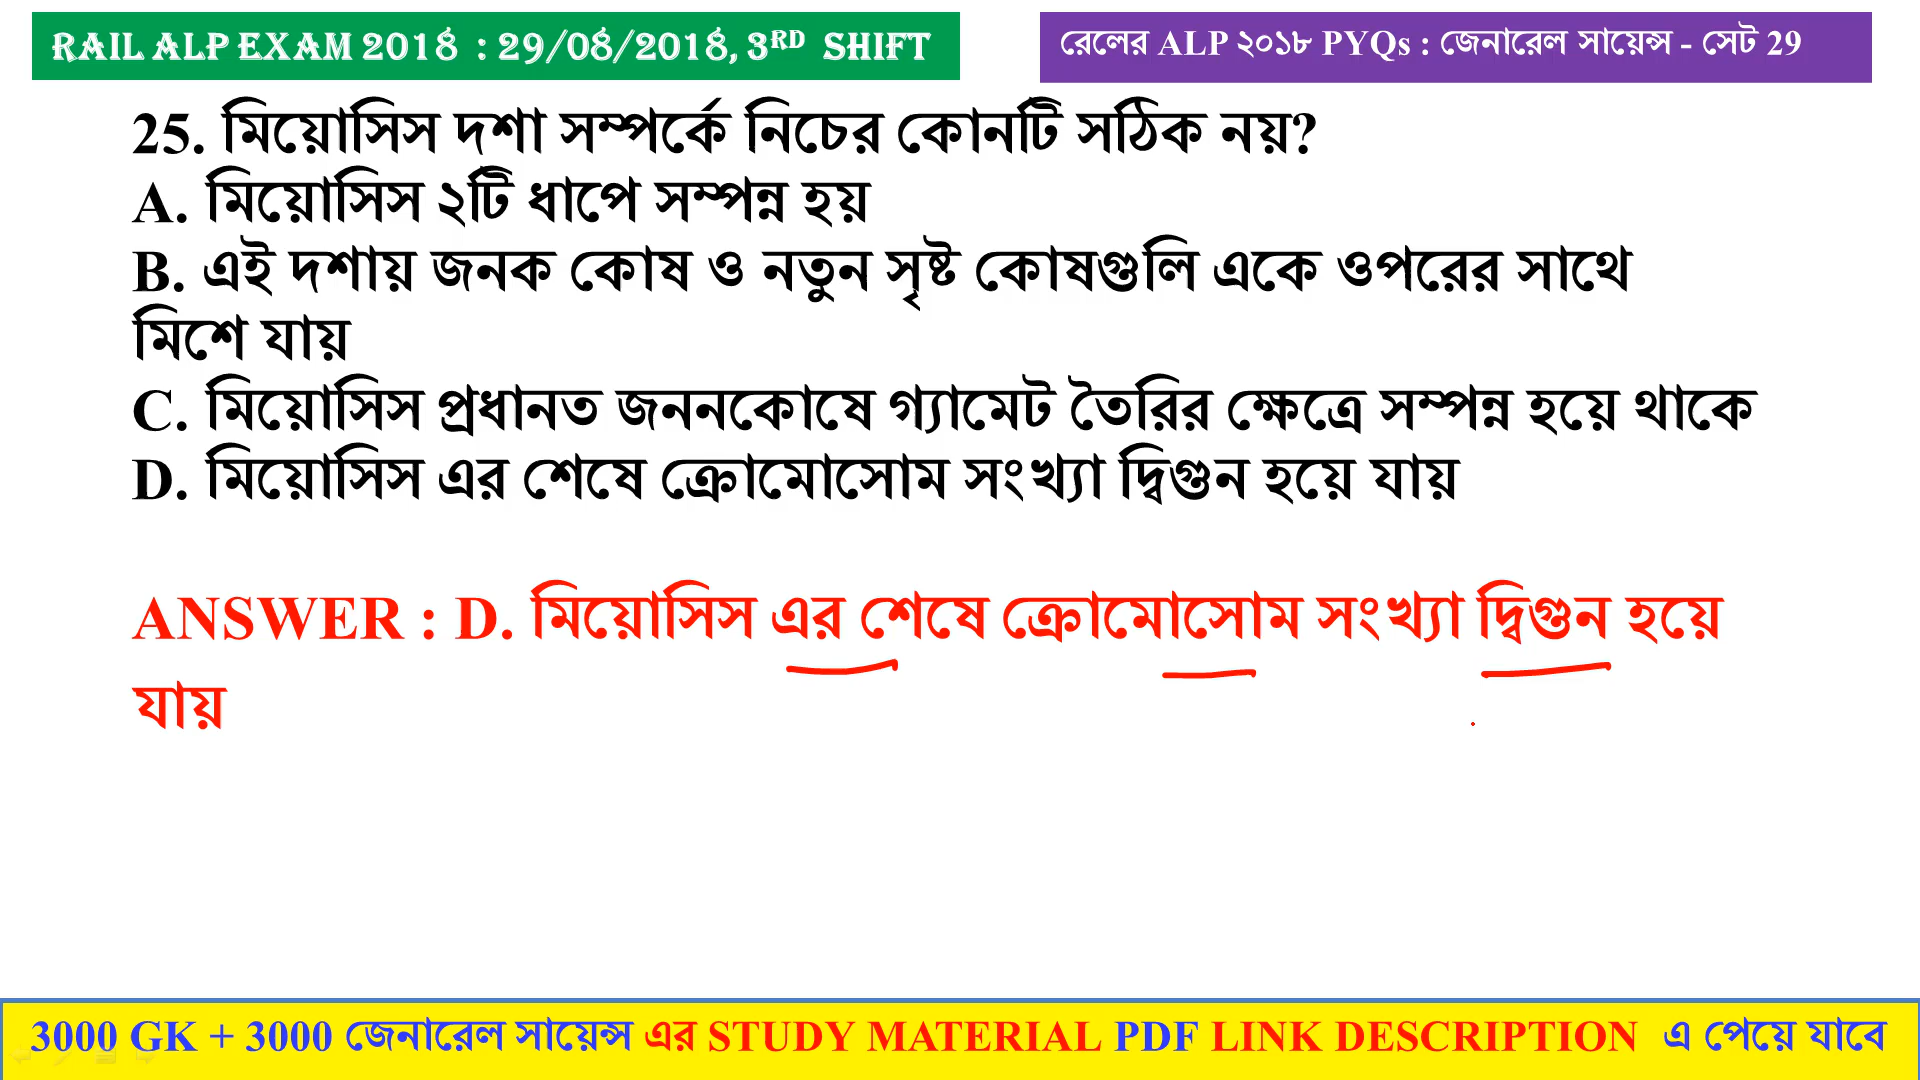 RAIL ALP EXAM 2018 : 29/08/2018, 3RD SHIFT
রেলের ALP ২০১৮ PYQs : জেনারেল সায়েন্স - সেট 29
25. মিয়োসিস দশা সম্পর্কে নিচের কোনটি সঠিক নয়?
A. মিয়োসিস ২টি ধাপে সম্পন্ন হয়
B. এই দশায় জনক কোষ ও নতুন সৃষ্ট কোষগুলি একে ওপরের সাথে
মিশে যায়
C. মিয়োসিস প্রধানত জননকোষে গ্যামেট তৈরির ক্ষেত্রে সম্পন্ন হয়ে থাকে
D. মিয়োসিস এর শেষে ক্রোমোসোম সংখ্যা দ্বিগুন হয়ে যায়
ANSWER : D. মিয়োসিস এর শেষে ক্রোমোসোম সংখ্যা দ্বিগুন হয়ে
যায়
3000 GK + 3000 জেনারেল সায়েন্স এর STUDY MATERIAL PDF LINK DESCRIPTION এ পেয়ে যাবে